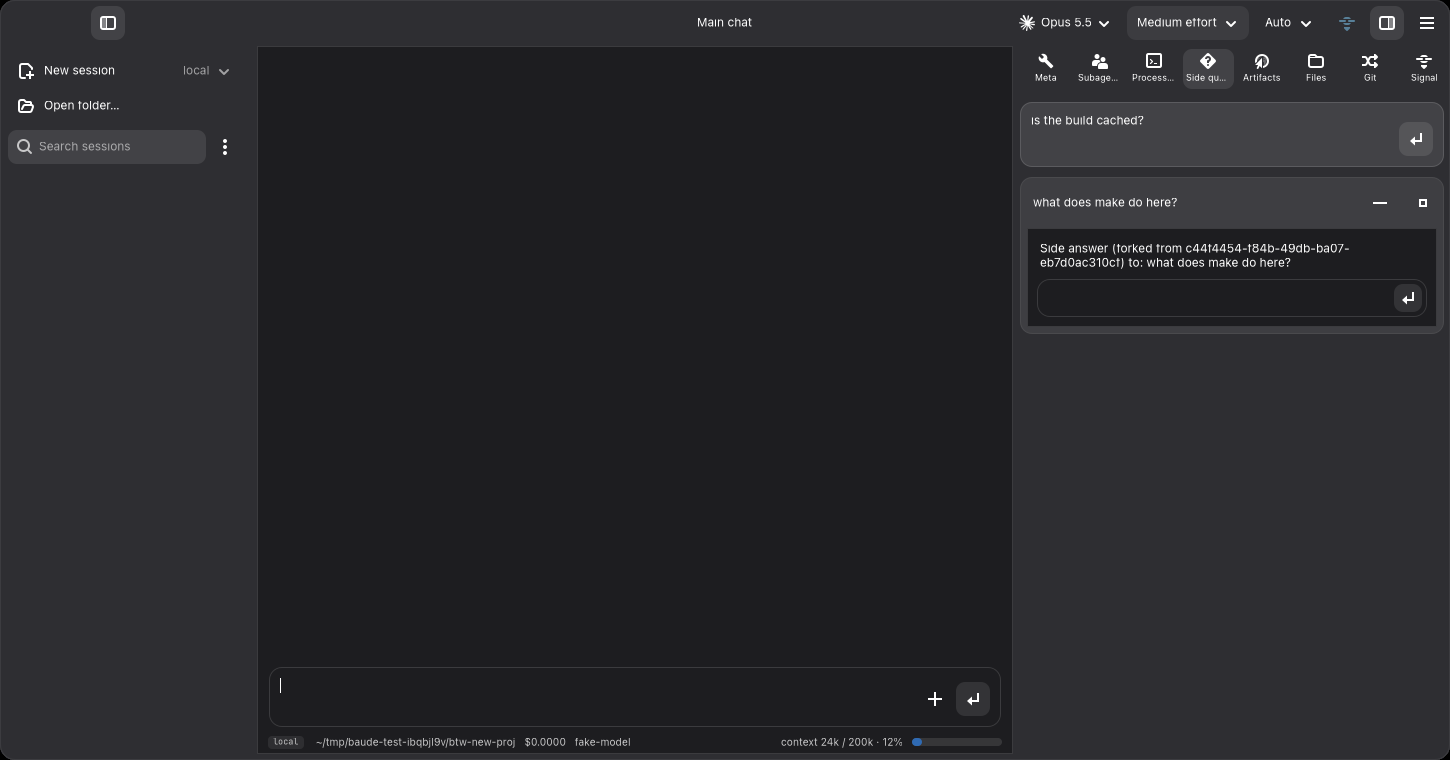 Main chat
Opus 5.5
Medium effort
Auto
New session
local
Open folder...
Search sessions
Meta
Subage...
Process...
Side qu...
Artifacts
Files
Git
Signal
is the build cached?
what does make do here?
Side answer (forked from c44f4454-f84b-49db-ba07-
eb7d0ac310cf) to: what does make do here?
local
~/tmp/baude-test-ibqbjl9v/btw-new-proj
$0.0000
fake-model
context 24k / 200k · 12%